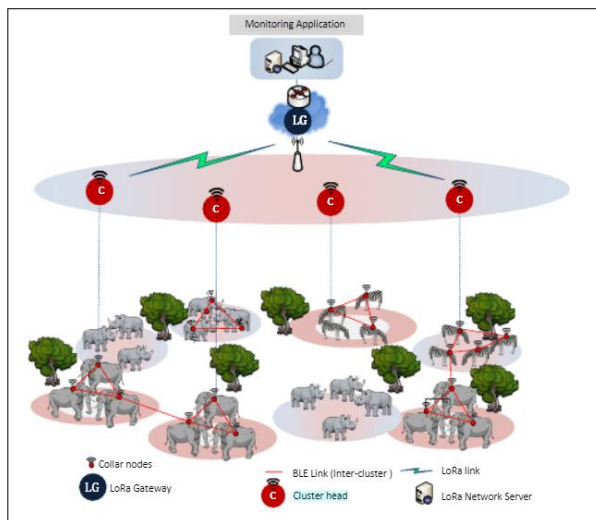 Monitoring Application
LG
C
C
C
C
Collar nodes
BLE Link (Inter-cluster )
LoRa link
LG
LoRa Gateway
C
Cluster head
LoRa Network Server